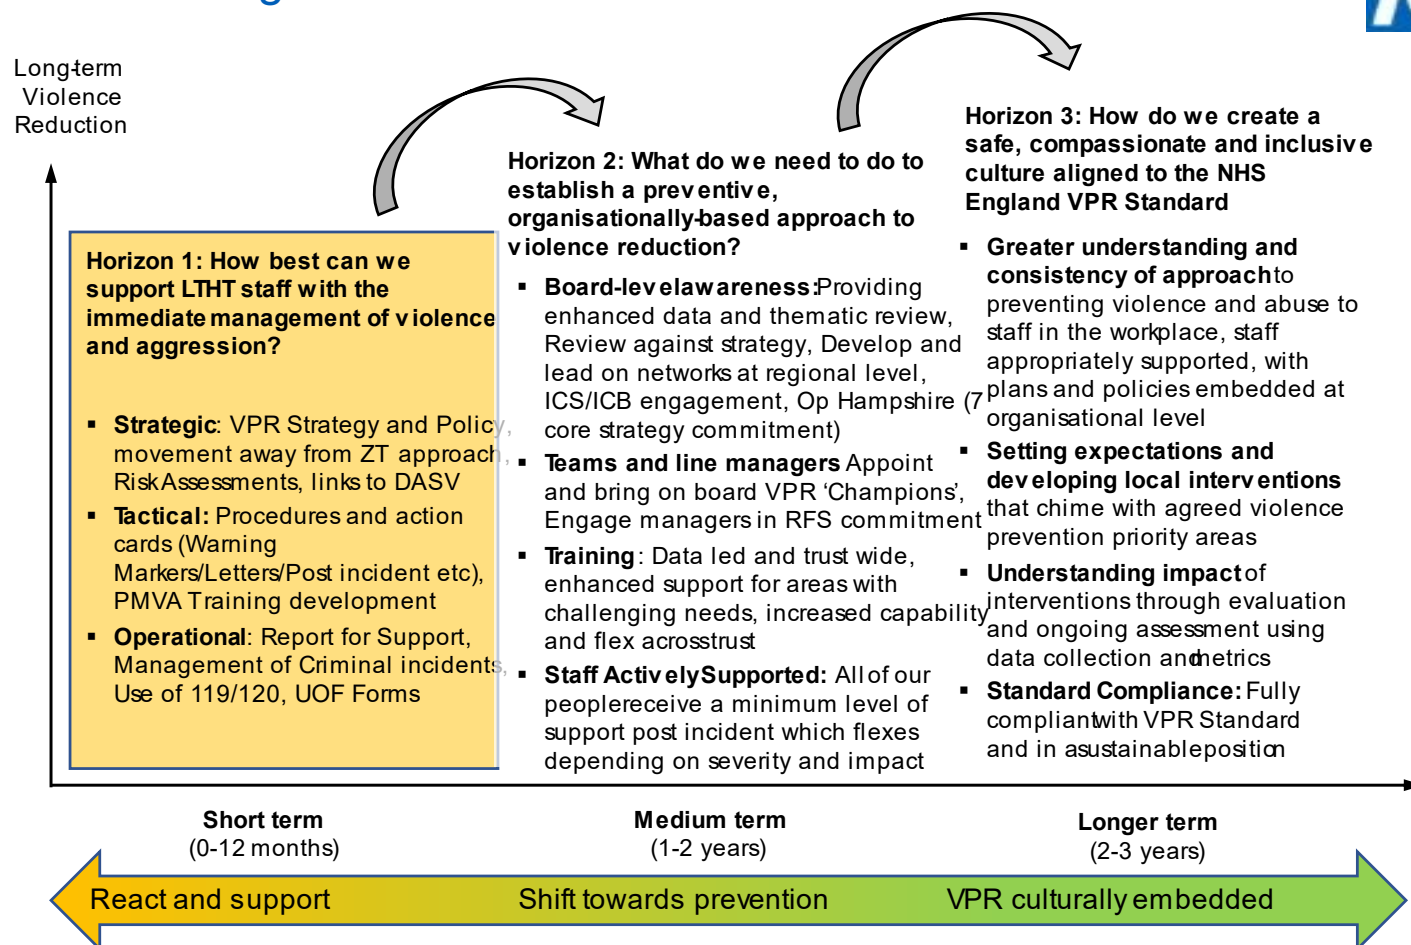 Long-term
Violence
Reduction
Horizon 1: How best can we
support LTHT staff with the
immediate management of violence
and aggression?
▪ Strategic: VPR Strategy and Policy,
movement away from ZT approach,
Risk Assessments, links to DASV
▪ Tactical: Procedures and action
cards (Warning
Markers/Letters/Post incident etc),
PMVA Training development
▪ Operational: Report for Support,
Management of Criminal incidents,
Use of 119/120, UOF Forms
Horizon 2: What do we need to do to
establish a preventive,
organisationally-based approach to
violence reduction?
▪ Board-level awareness: Providing
enhanced data and thematic review,
Review against strategy, Develop and
lead on networks at regional level,
ICS/ICB engagement, Op Hampshire (7
core strategy commitment)
▪ Teams and line managers Appoint
and bring on board VPR ‘Champions’,
Engage managers in RFS commitment
▪ Training: Data led and trust wide,
enhanced support for areas with
challenging needs, increased capability
and flex across trust
▪ Staff Actively Supported: All of our
people receive a minimum level of
support post incident which flexes
depending on severity and impact
Horizon 3: How do we create a
safe, compassionate and inclusive
culture aligned to the NHS
England VPR Standard
▪ Greater understanding and
consistency of approach to
preventing violence and abuse to
staff in the workplace, staff
appropriately supported, with
plans and policies embedded at
organisational level
▪ Setting expectations and
developing local interventions
that chime with agreed violence
prevention priority areas
▪ Understanding impact of
interventions through evaluation
and ongoing assessment using
data collection and metrics
▪ Standard Compliance: Fully
compliant with VPR Standard
and in a sustainable position
Short term
(0-12 months)
Medium term
(1-2 years)
Longer term
(2-3 years)
React and support
Shift towards prevention
VPR culturally embedded